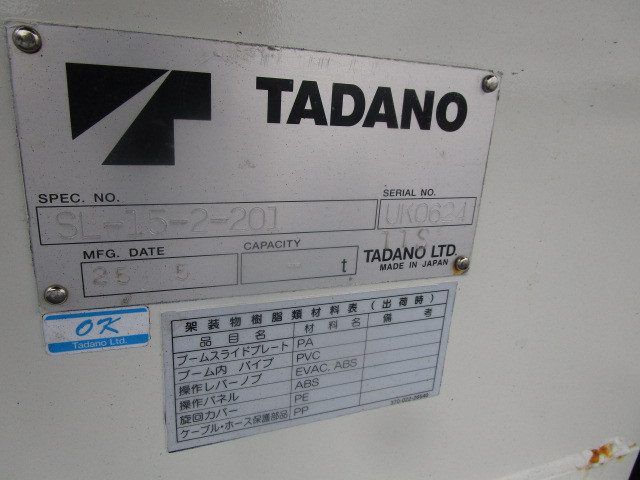 TADANO
SPEC. NO.
SERIAL NO.
SL-15-2-201
UK0624
11S
MFG. DATE
25 5
CAPACITY
- t
TADANO LTD.
MADE IN JAPAN
OK
Tadano Ltd.
架装物樹脂類材料表(出荷時)
品目名 材料名 備考
ブームスライドプレート PA
ブーム内 パイプ PVC
操作レバーノブ EVAC, ABS
操作パネル ABS
旋回カバー PE
ケーブル・ホース保護部品 PP